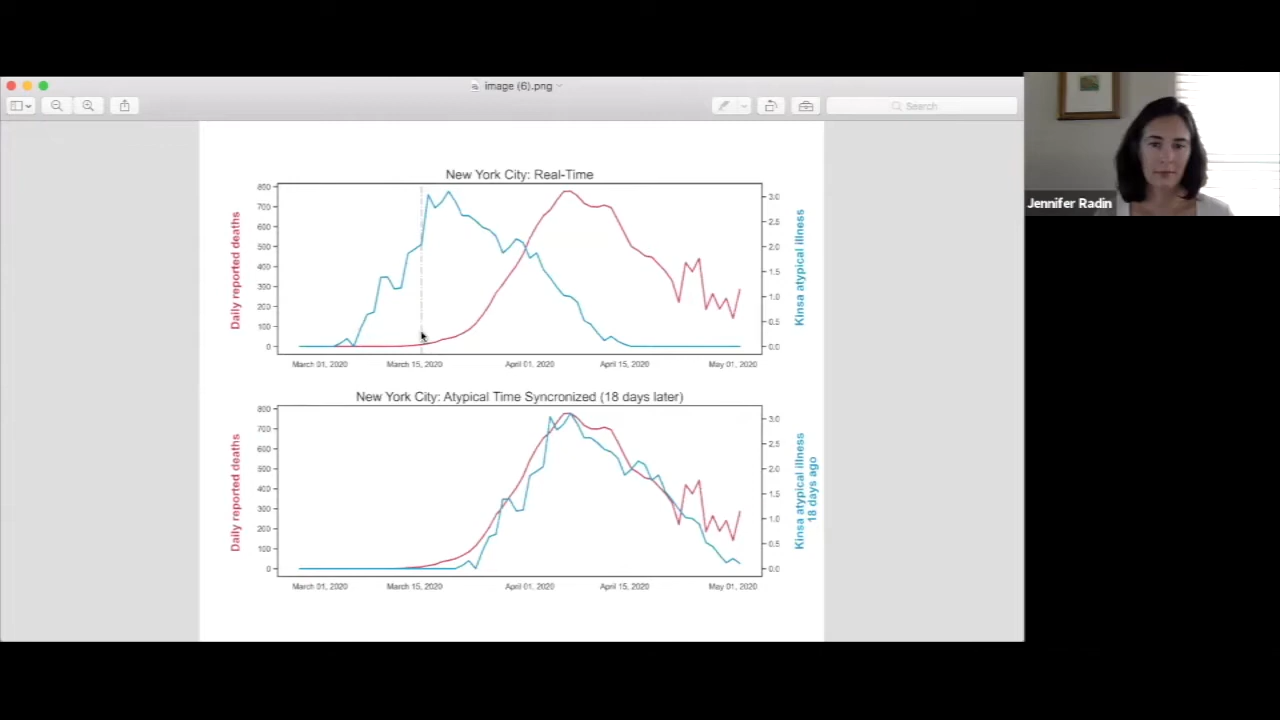 image (6).png
Search
Jennifer Radin
New York City: Real-Time
Daily reported deaths
800
700
600
500
400
300
200
100
0
3.0
2.5
2.0
1.5
1.0
0.5
0.0
Kinsa atypical illness
March 01, 2020 March 15, 2020 April 01, 2020 April 15, 2020 May 01, 2020
New York City: Atypical Time Syncronized (18 days later)
Daily reported deaths
800
700
600
500
400
300
200
100
0
3.0
2.5
2.0
1.5
1.0
0.5
0.0
Kinsa atypical illness
18 days ago
March 01, 2020 March 15, 2020 April 01, 2020 April 15, 2020 May 01, 2020